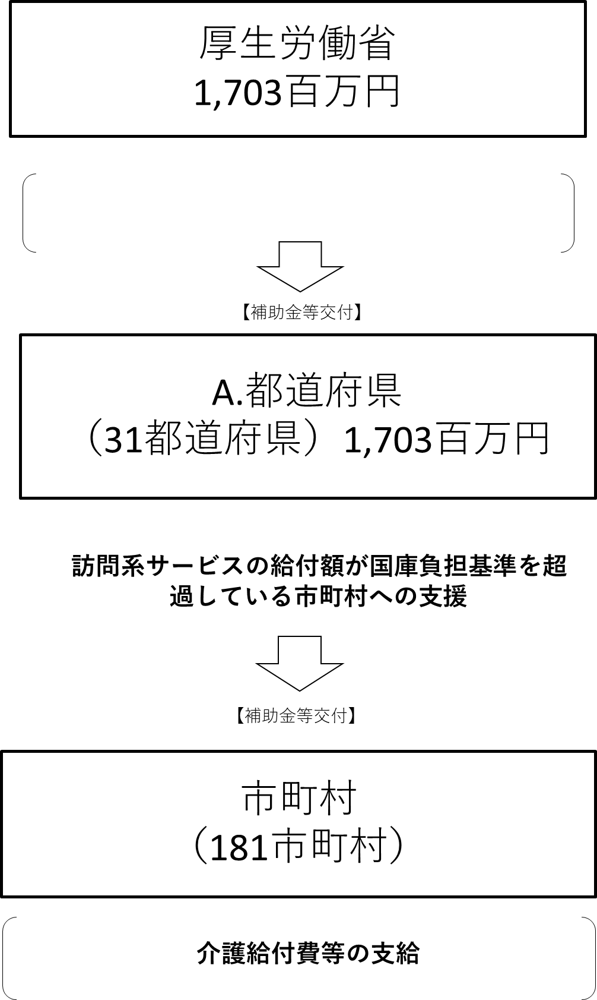 厚生労働省
1,703百万円
【補助金等交付】
A.都道府県
（31都道府県）1,703百万円
訪問系サービスの給付額が国庫負担基準を超
過している市町村への支援
【補助金等交付】
市町村
（181市町村）
介護給付費等の支給